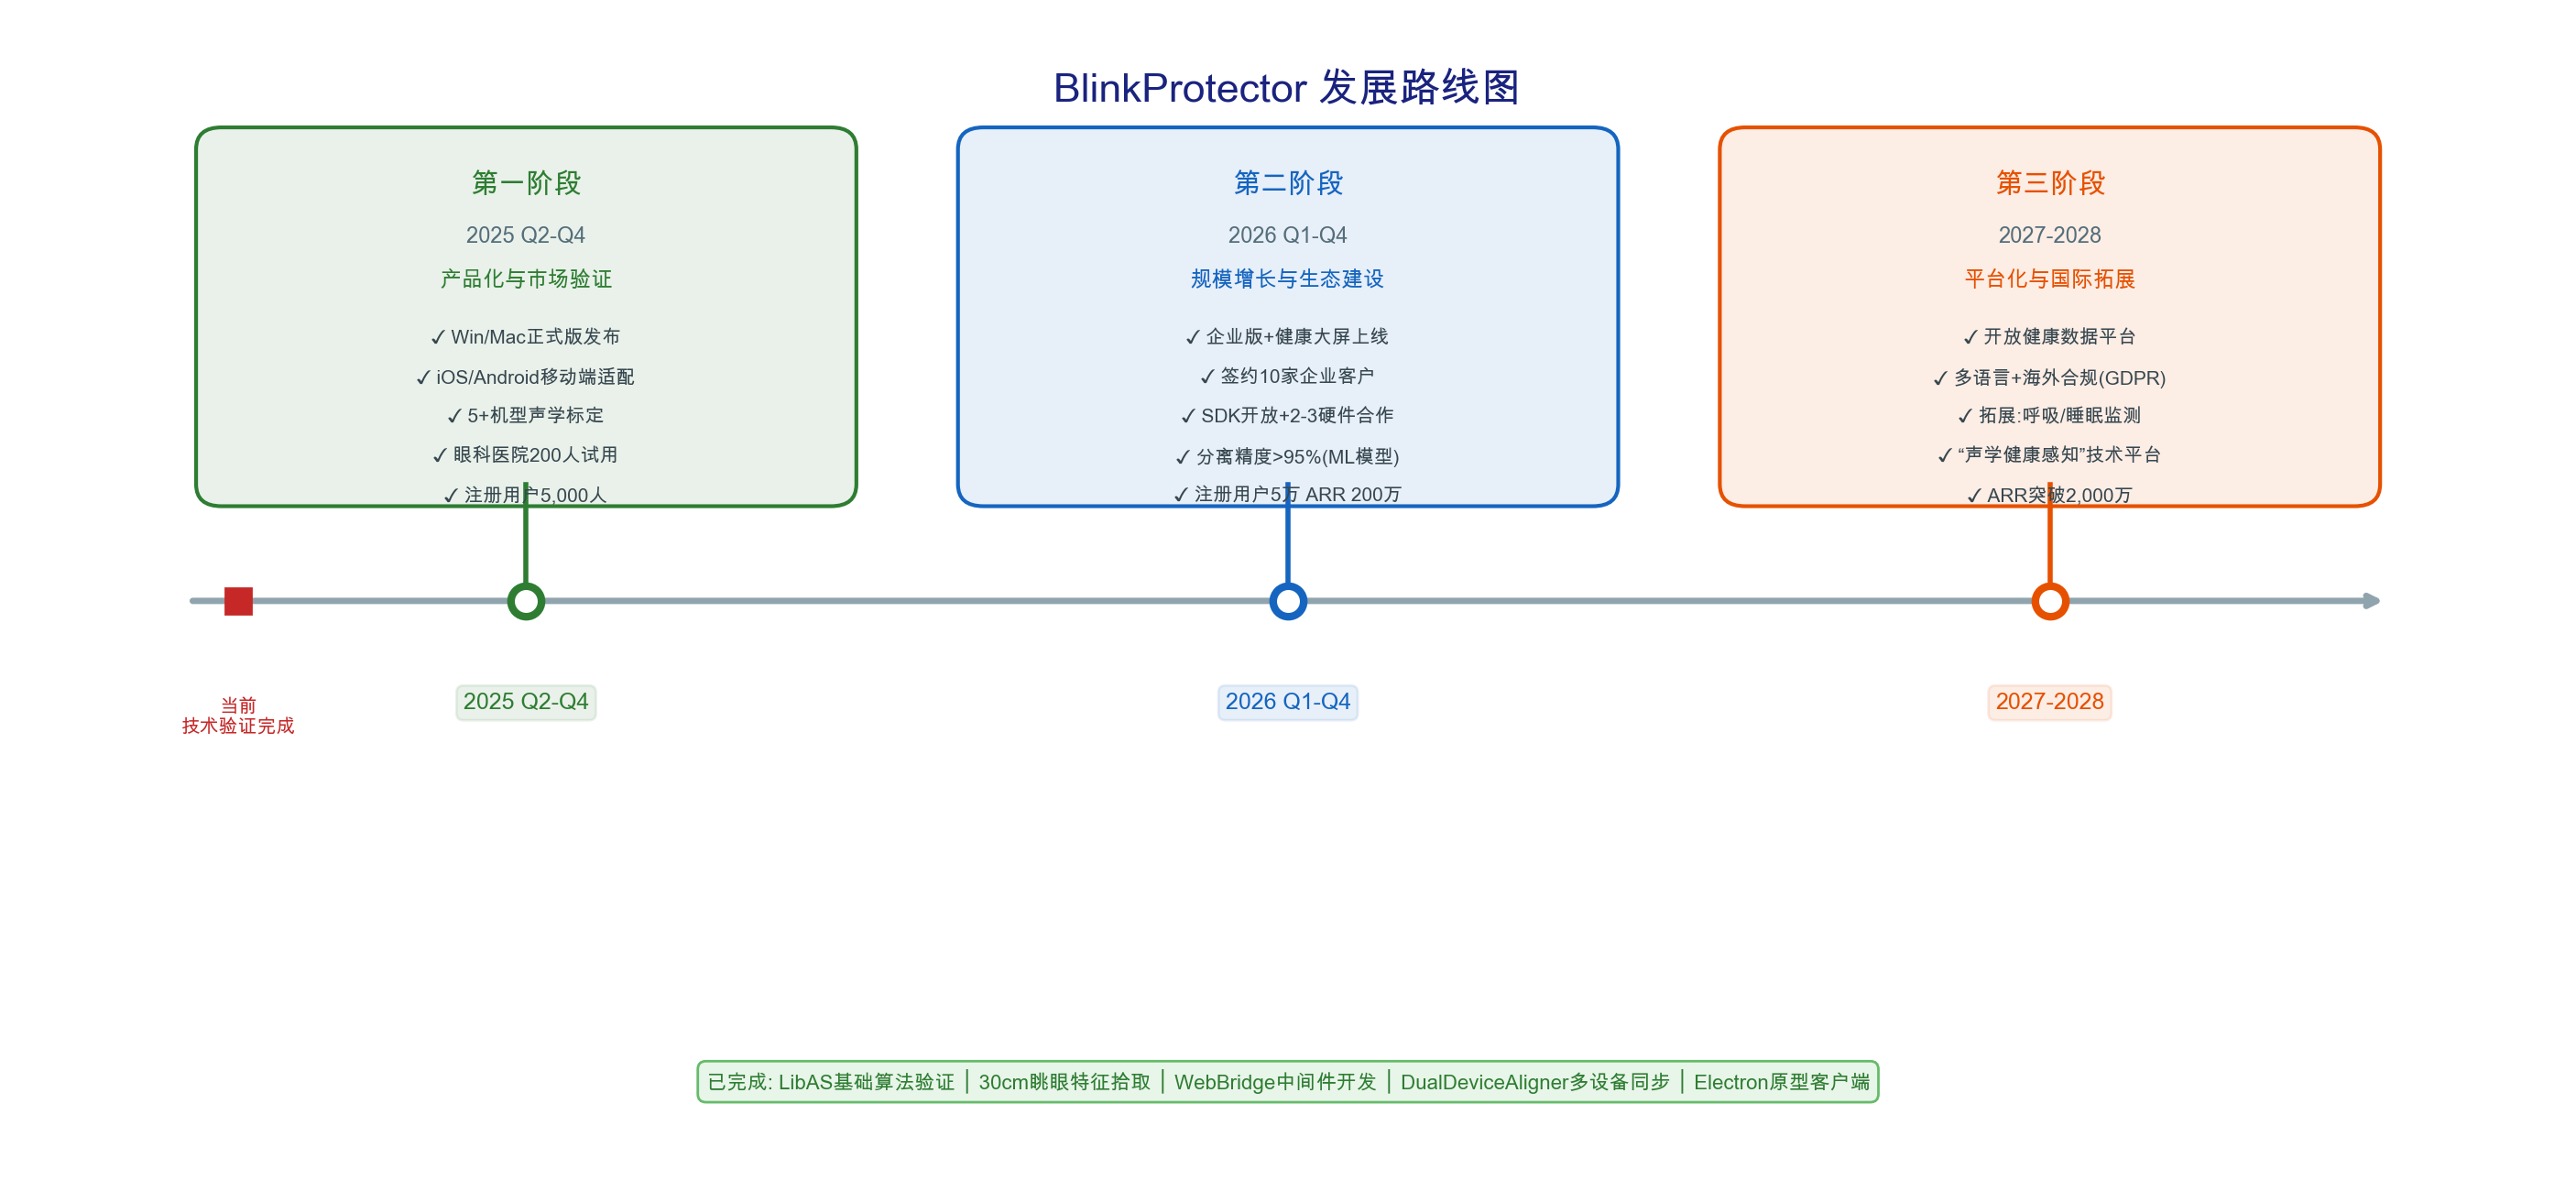 BlinkProtector 发展路线图
第一阶段
2025 Q2-Q4
产品化与市场验证
✓ Win/Mac正式版发布
✓ iOS/Android移动端适配
✓ 5+机型声学标定
✓ 眼科医院200人试用
✓ 注册用户5,000人
第二阶段
2026 Q1-Q4
规模增长与生态建设
✓ 企业版+健康大屏上线
✓ 签约10家企业客户
✓ SDK开放+2-3硬件合作
✓ 分离精度>95%(ML模型)
✓ 注册用户5万 ARR 200万
第三阶段
2027-2028
平台化与国际拓展
✓ 开放健康数据平台
✓ 多语言+海外合规(GDPR)
✓ 拓展:呼吸/睡眠监测
✓ “声学健康感知”技术平台
✓ ARR突破2,000万
当前
技术验证完成
2025 Q2-Q4
2026 Q1-Q4
2027-2028
已完成: LibAS基础算法验证 | 30cm眺眼特征拾取 | WebBridge中间件开发 | DualDeviceAligner多设备同步 | Electron原型客户端